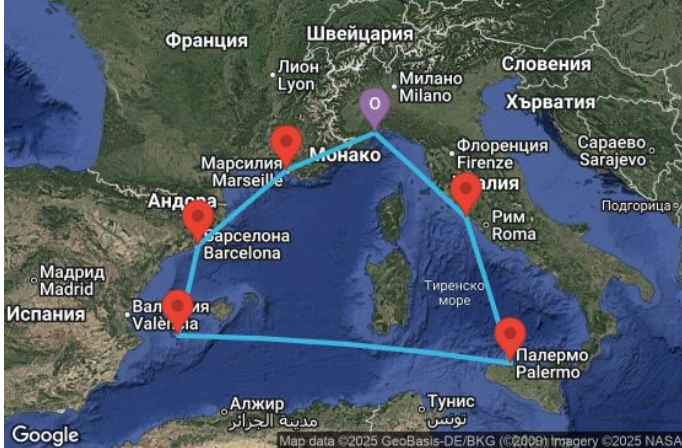 Швейцария
Франция
Словения
Лион
Lyon
Милано
Milano
Хърватия
O
Марсилия
Marseille
Монако
Флоренция
Firenze
Сараево
Sarajevo
Андора
Подгорица
Рим
Roma
Барселона
Barcelona
Мадрид
Madrid
Испания
València
Тиренско
море
Палермо
Palermo
Алжир
مدينة الجزائر
Тунис
تونس
Google
Map data ©2025 GeoBasis-DE/BKG (©2009) Imagery ©2025 NASA